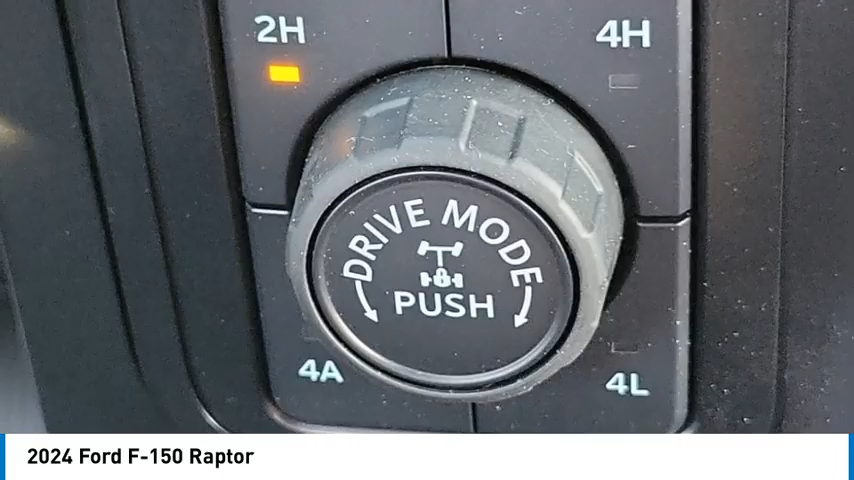 2H
4H
DRIVE MODE
PUSH
4A
4L
2024 Ford F-150 Raptor